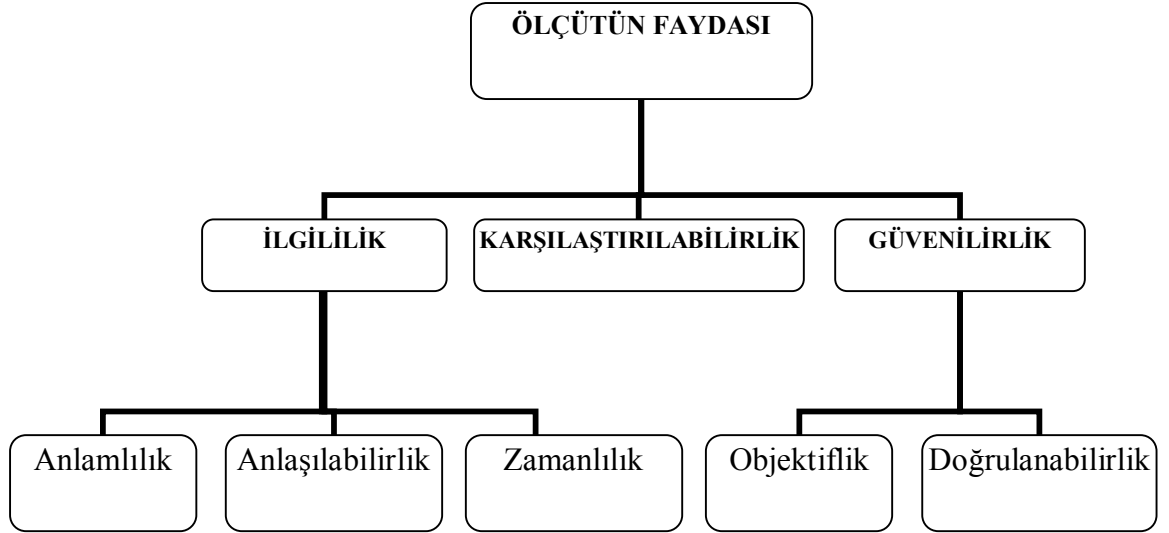 ÖLÇÜTÜN FAYDASI
İLGİLİLİK
KARŞILAŞTIRILABİLİRLİK
GÜVENİLİRLİK
Anlamlılık
Anlaşılabilirlik
Zamanlılık
Objektiflik
Doğrulanabilirlik